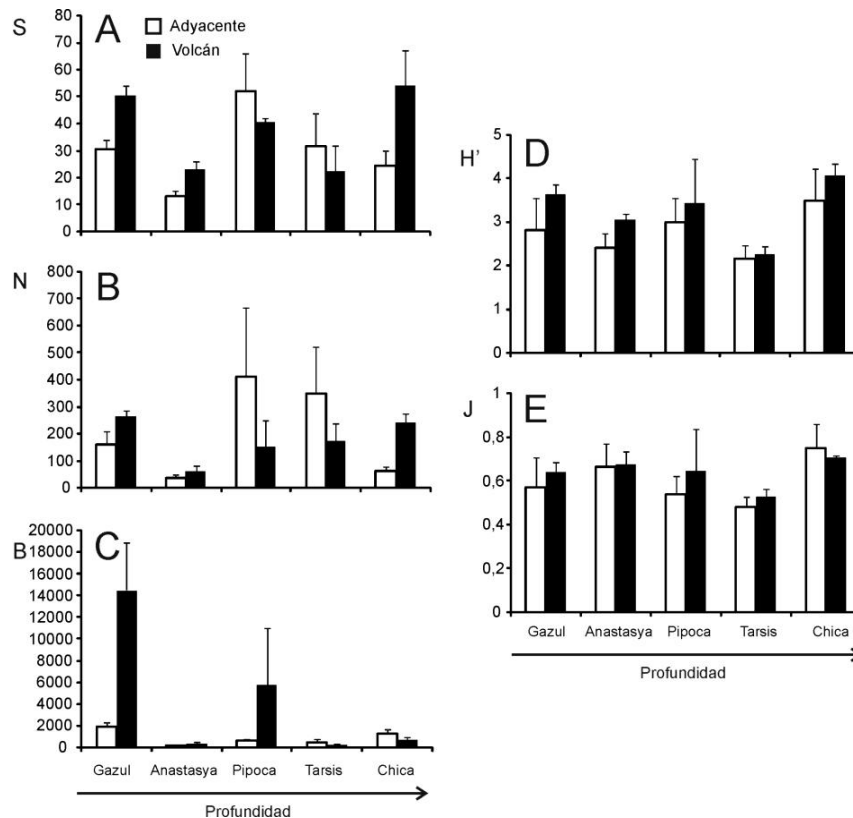 S
A
Adyacente
Volcán
80
70
60
50
40
30
20
10
0
N
B
800
700
600
500
400
300
200
100
0
B
C
20000
18000
16000
14000
12000
10000
8000
6000
4000
2000
0
Gazul Anastasya Pipoca Tarsis Chica
Profundidad
H'
D
5
4
3
2
1
0
J
E
1
0,8
0,6
0,4
0,2
0
Gazul Anastasya Pipoca Tarsis Chica
Profundidad